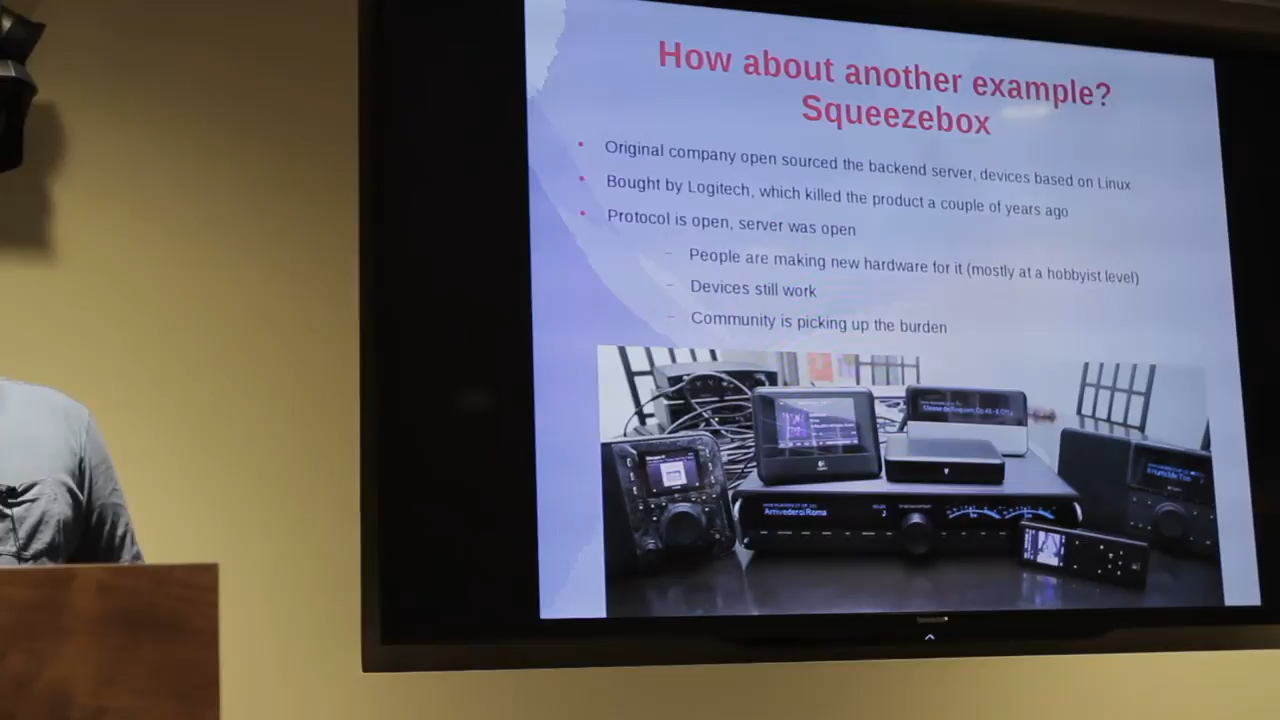 How about another example?
Squeezebox
• Original company open sourced the backend server, devices based on Linux
• Bought by Logitech, which killed the product a couple of years ago
• Protocol is open, server was open
– People are making new hardware for it (mostly at a hobbyist level)
– Devices still work
– Community is picking up the burden
Arrivederci Roma